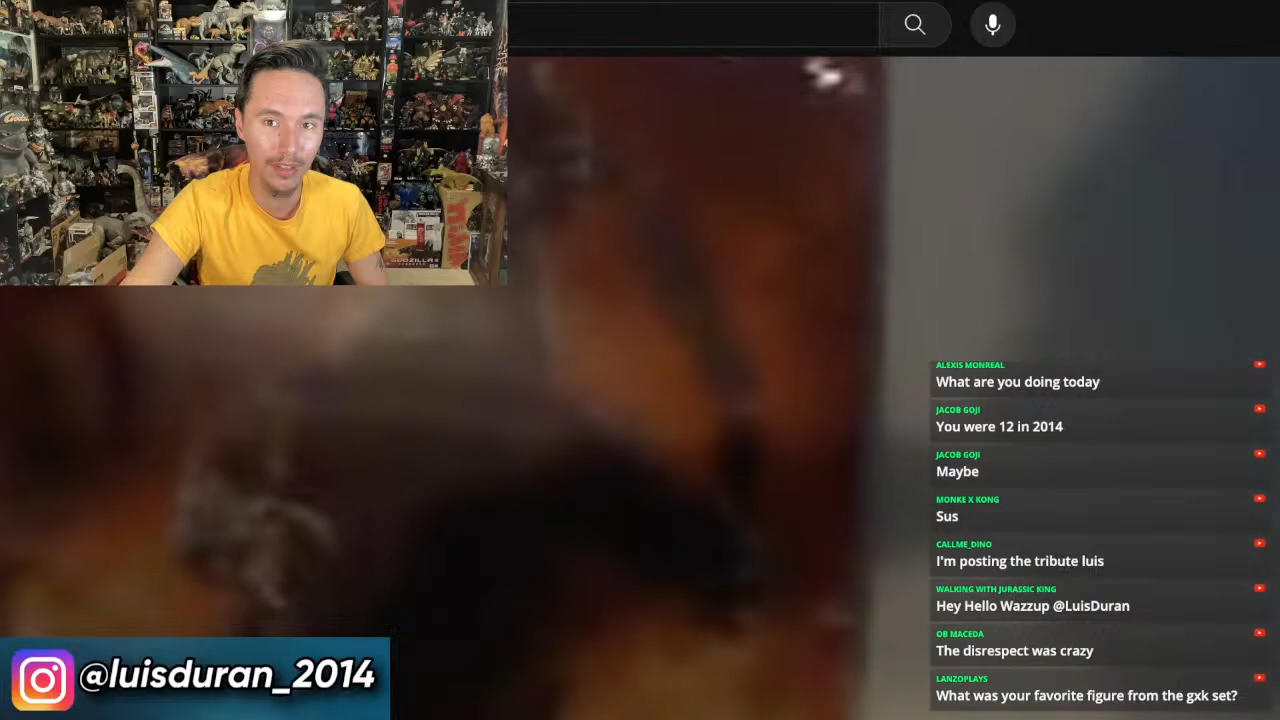 GODZILLA
ALEXIS MONREAL
What are you doing today
JACOB GOJI
You were 12 in 2014
JACOB GOJI
Maybe
MONKE X KONG
Sus
CALLME_DINO
I'm posting the tribute luis
WALKING WITH JURASSIC KING
Hey Hello Wazzup @LuisDuran
OB MACEDA
The disrespect was crazy
LANZOPLAYS
What was your favorite figure from the gxk set?
@luisduran_2014